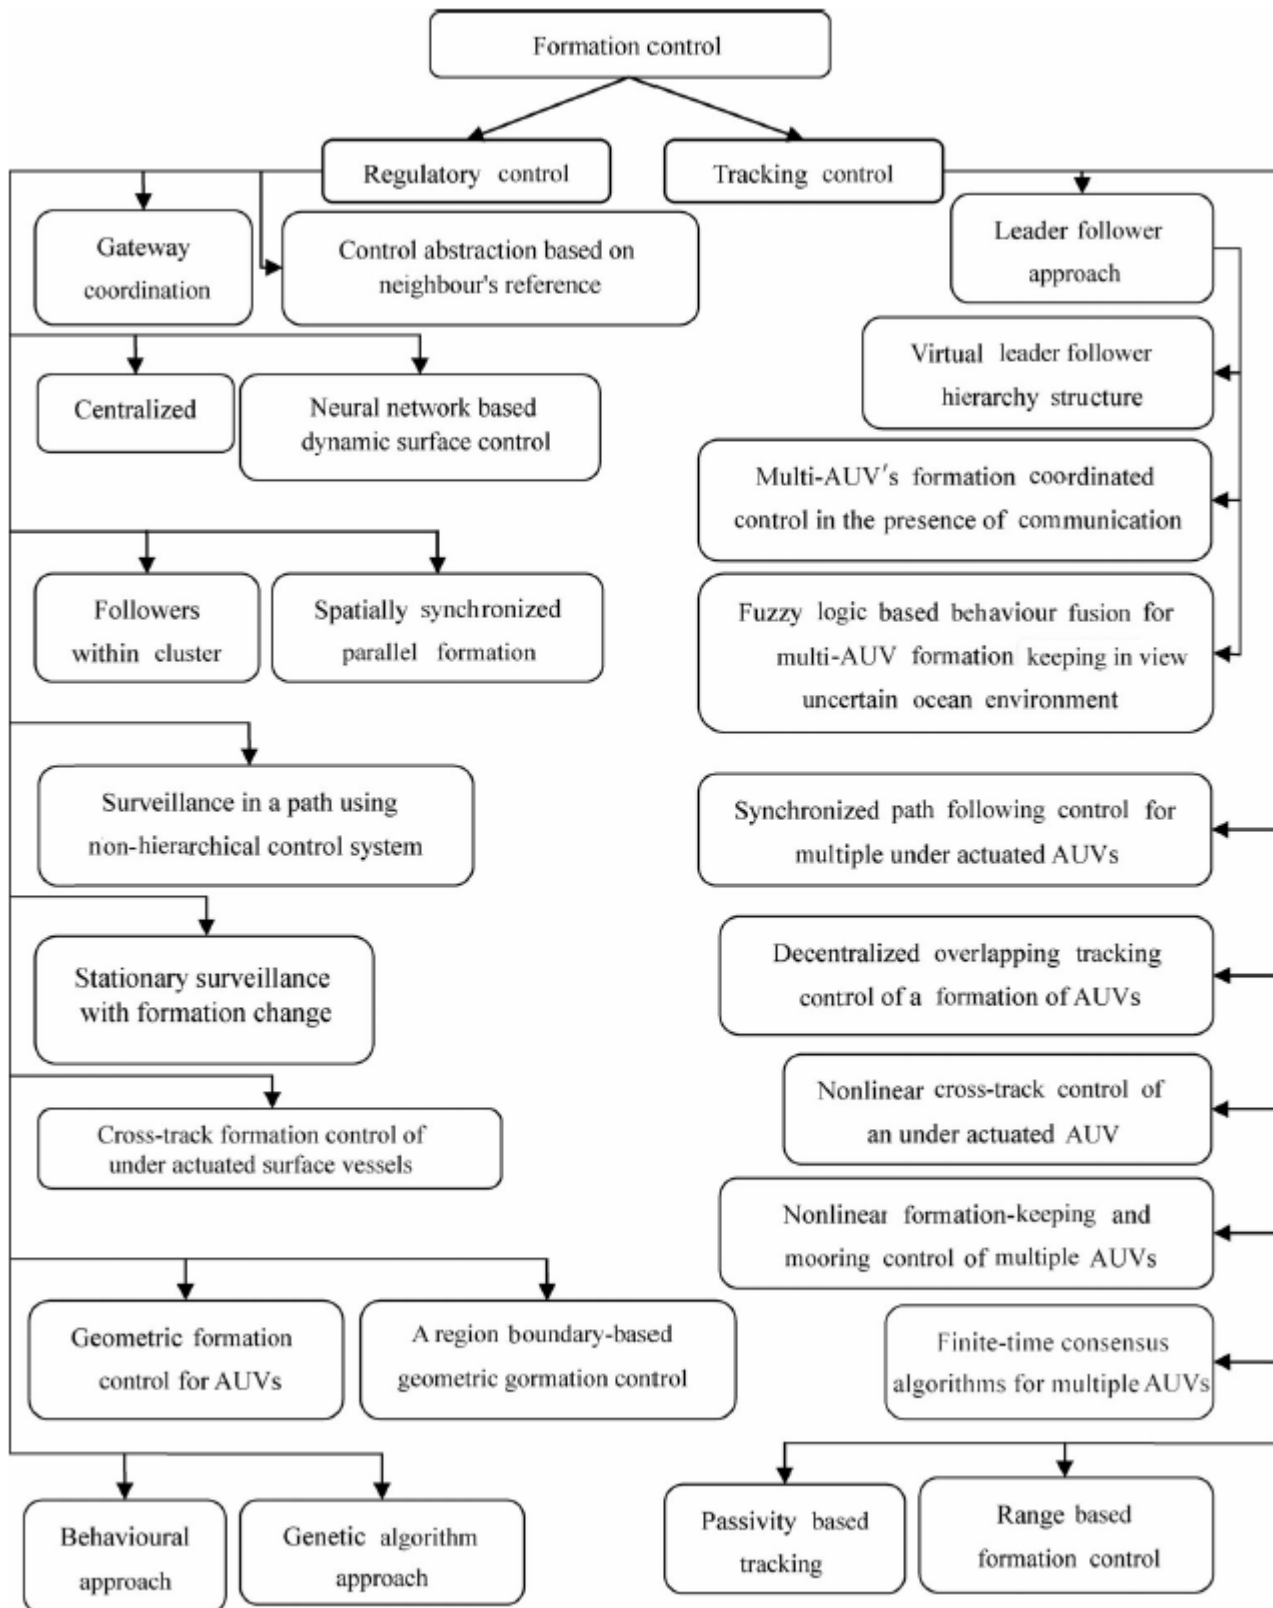 Formation control
Regulatory control
Tracking control
Gateway
coordination
Control abstraction based on
neighbour's reference
Leader follower
approach
Virtual leader follower
hierarchy structure
Centralized
Neural network based
dynamic surface control
Multi-AUV's formation coordinated
control in the presence of communication
Followers
within cluster
Spatially synchronized
parallel formation
Fuzzy logic based behaviour fusion for
multi-AUV formation keeping in view
uncertain ocean environment
Surveillance in a path using
non-hierarchical control system
Synchronized path following control for
multiple under actuated AUVs
Stationary surveillance
with formation change
Decentralized overlapping tracking
control of a formation of AUVs
Cross-track formation control of
under actuated surface vessels
Nonlinear cross-track control of
an under actuated AUV
Nonlinear formation-keeping and
mooring control of multiple AUVs
Geometric formation
control for AUVs
A region boundary-based
geometric gormation control
Finite-time consensus
algorithms for multiple AUVs
Behavioural
approach
Genetic algorithm
approach
Passivity based
tracking
Range based
formation control